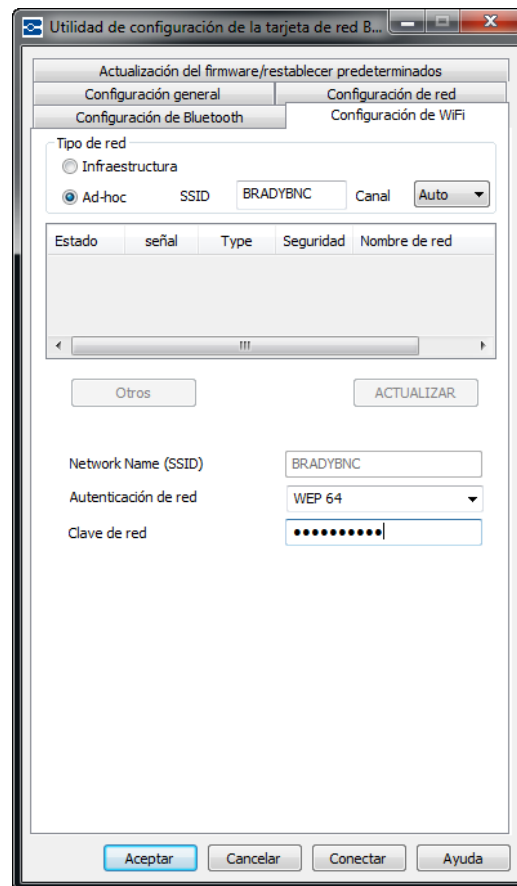 Utilidad de configuración de la tarjeta de red B...
Actualización del firmware/restablecer predeterminados
Configuración general Configuración de red
Configuración de Bluetooth Configuración de WiFi
Tipo de red
Infraestructura
Ad-hoc SSID BRADYBNC Canal Auto
Estado señal Type Seguridad Nombre de red
Otros ACTUALIZAR
Network Name (SSID) BRADYBNC
Autenticación de red WEP 64
Clave de red ●●●●●●●●●●
Aceptar Cancelar Conectar Ayuda